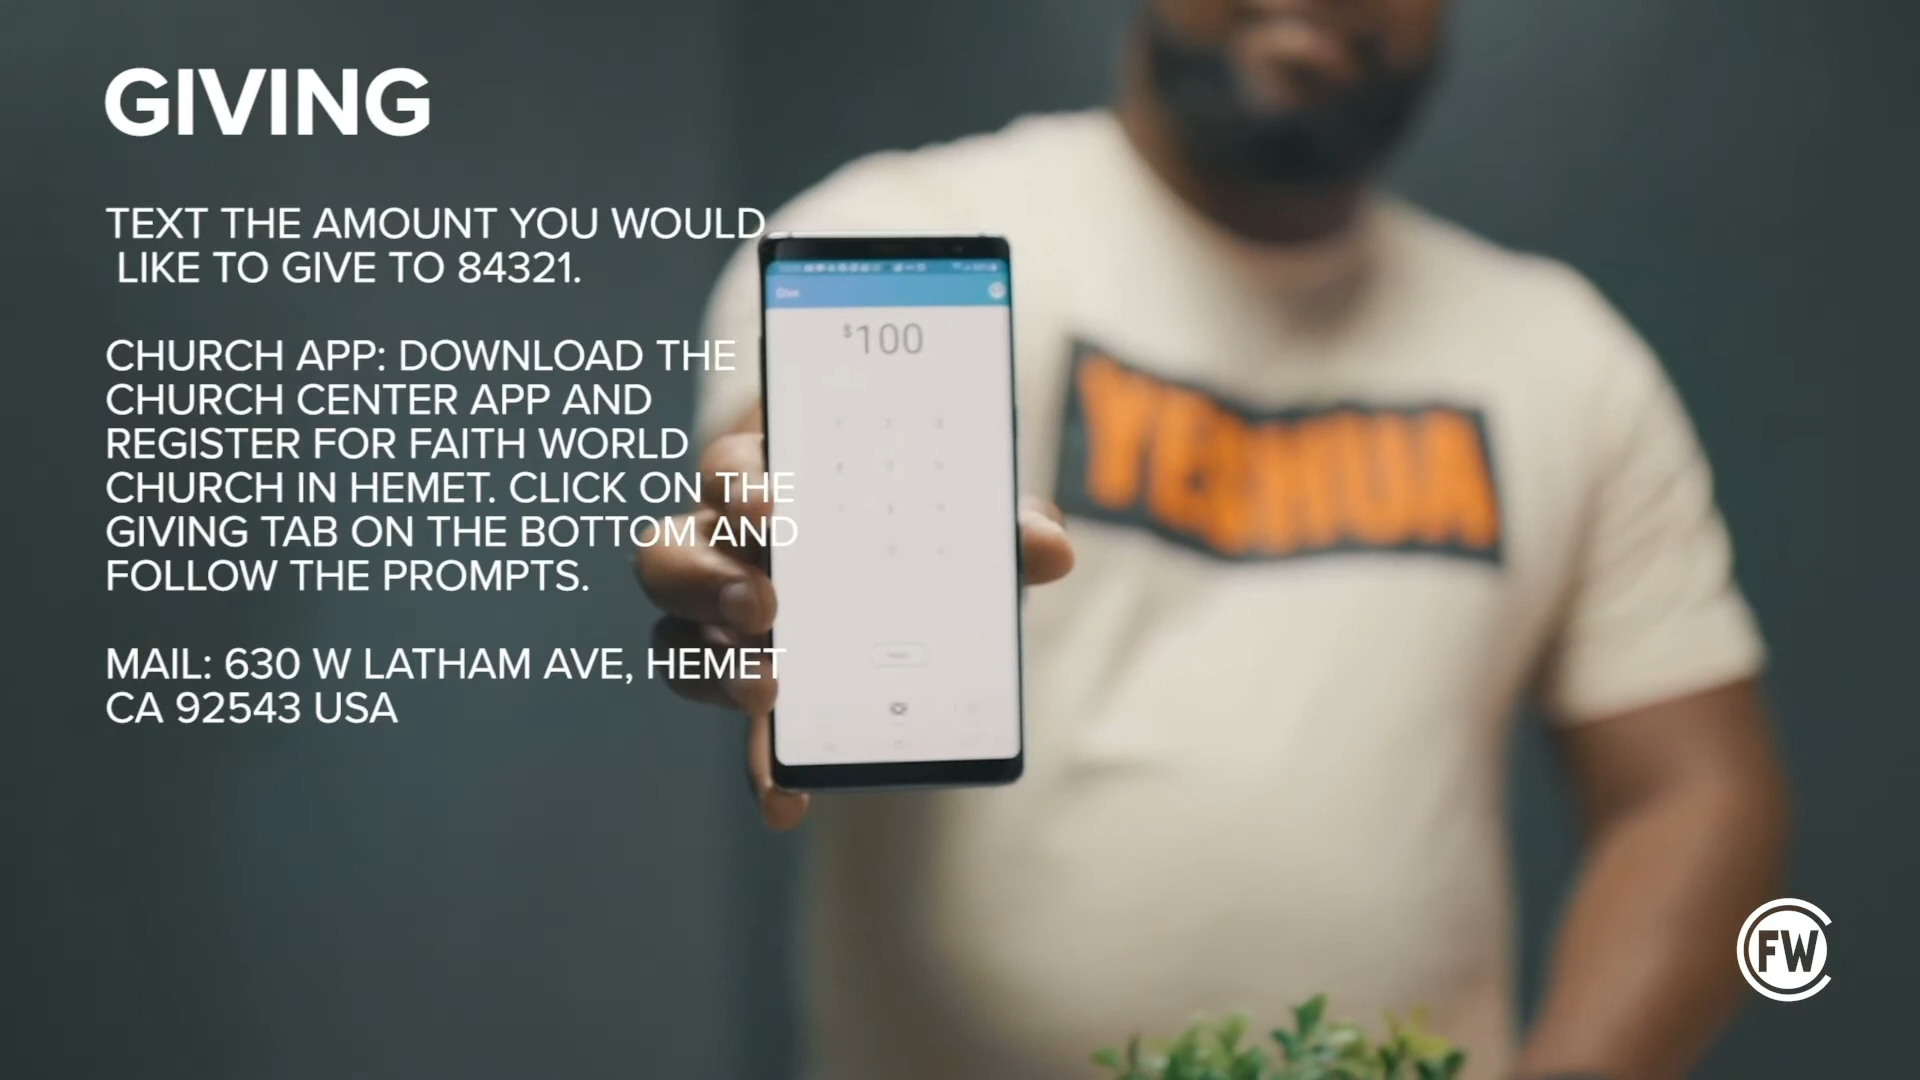 GIVING
TEXT THE AMOUNT YOU WOULD
LIKE TO GIVE TO 84321.
CHURCH APP: DOWNLOAD THE
CHURCH CENTER APP AND
REGISTER FOR FAITH WORLD
CHURCH IN HEMET. CLICK ON THE
GIVING TAB ON THE BOTTOM AND
FOLLOW THE PROMPTS.
MAIL: 630 W LATHAM AVE, HEMET
CA 92543 USA
Give
$100
YESHUA
FW